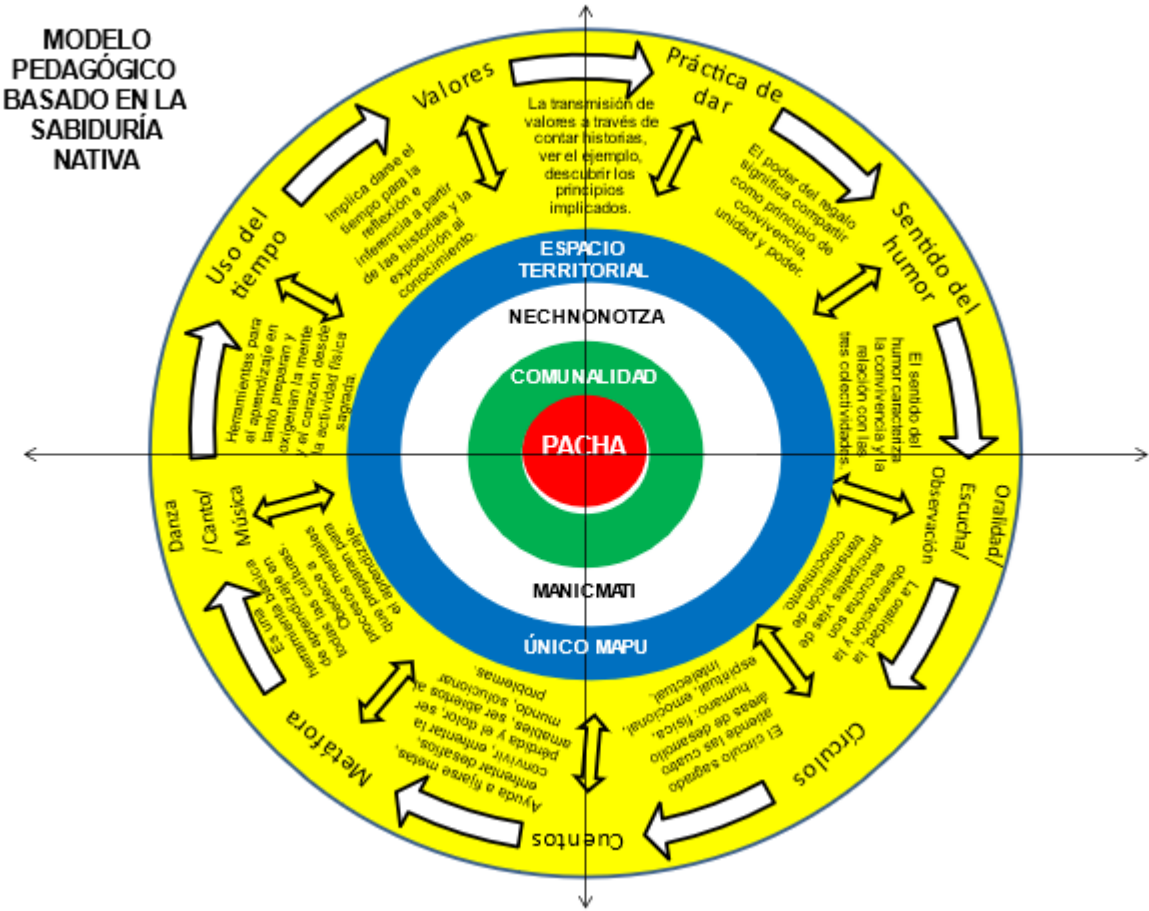 MODELO
PEDAGÓGICO
BASADO EN LA
SABIDURÍA
NATIVA
Valores
La transmisión de
valores a través de
contar historias,
ver el ejemplo,
descubrir los
principios
implicados.
Práctica de
dar
El poder del regalo
significa compartir
como principio de
convivencia,
unidad y poder.
Sentido del
humor
El sentido del
humor caracteriza
la convivencia y la
relación con las
tres colectividades.
Oralidad/
Escucha/
Observación
La oralidad, la
observación y la
escucha son
principales vías de
transmisicón de
conocimiento.
Círculos
El círculo sagrado
atiende las cuatro
áreas de desarrollo
humano: física,
espiritual, emocional,
intelectual.
Cuentos
Ayuda a fijarse metas,
enfrentar desafíos,
convivir, enfrentar la
pérdida y el dolor, ser
amables, ser abiertos al
mundo, solucionar
problemas.
Metáfora
Es una
herramienta básica
de aprendizaje en
todas las culturas.
Obedece a
procesos mentales
que preparan para
el aprendizaje.
Danza
/Canto/
Música
Herramientas para
el aprendizaje en
tanto preparan y
oxigenan la mente
y el corazón desde
la actividad física
sagrada.
Uso del
tiempo
Implica darse el
tiempo para la
reflexión e
inferencia a partir
de las historias y la
exposición al
conocimiento.
ESPACIO
TERRITORIAL
NECHNONOTZA
COMUNALIDAD
PACHA
MANICMATI
ÚNICO MAPU